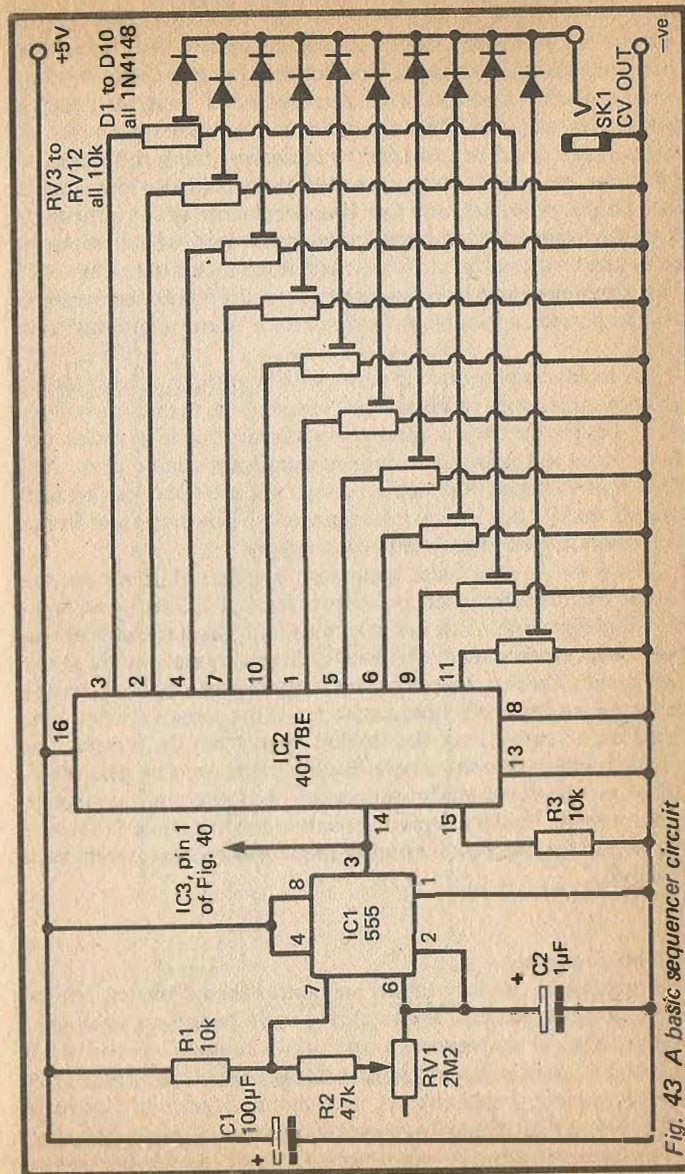 +5V
RV3 to
RV12
all 10k
D1 to D10
all 1N4148
16
3
2
4
7
10
1
5
6
9
11
IC2
4017BE
14
15
13
8
IC3, pin 1
of Fig. 40
3
8
4
IC1
555
7
6
2
1
R1
10k
C1
100µF
+
R2
47k
RV1
2M2
+
C2
1µF
R3
10k
V
SK1
CV OUT
–ve
Fig. 43 A basic sequencer circuit